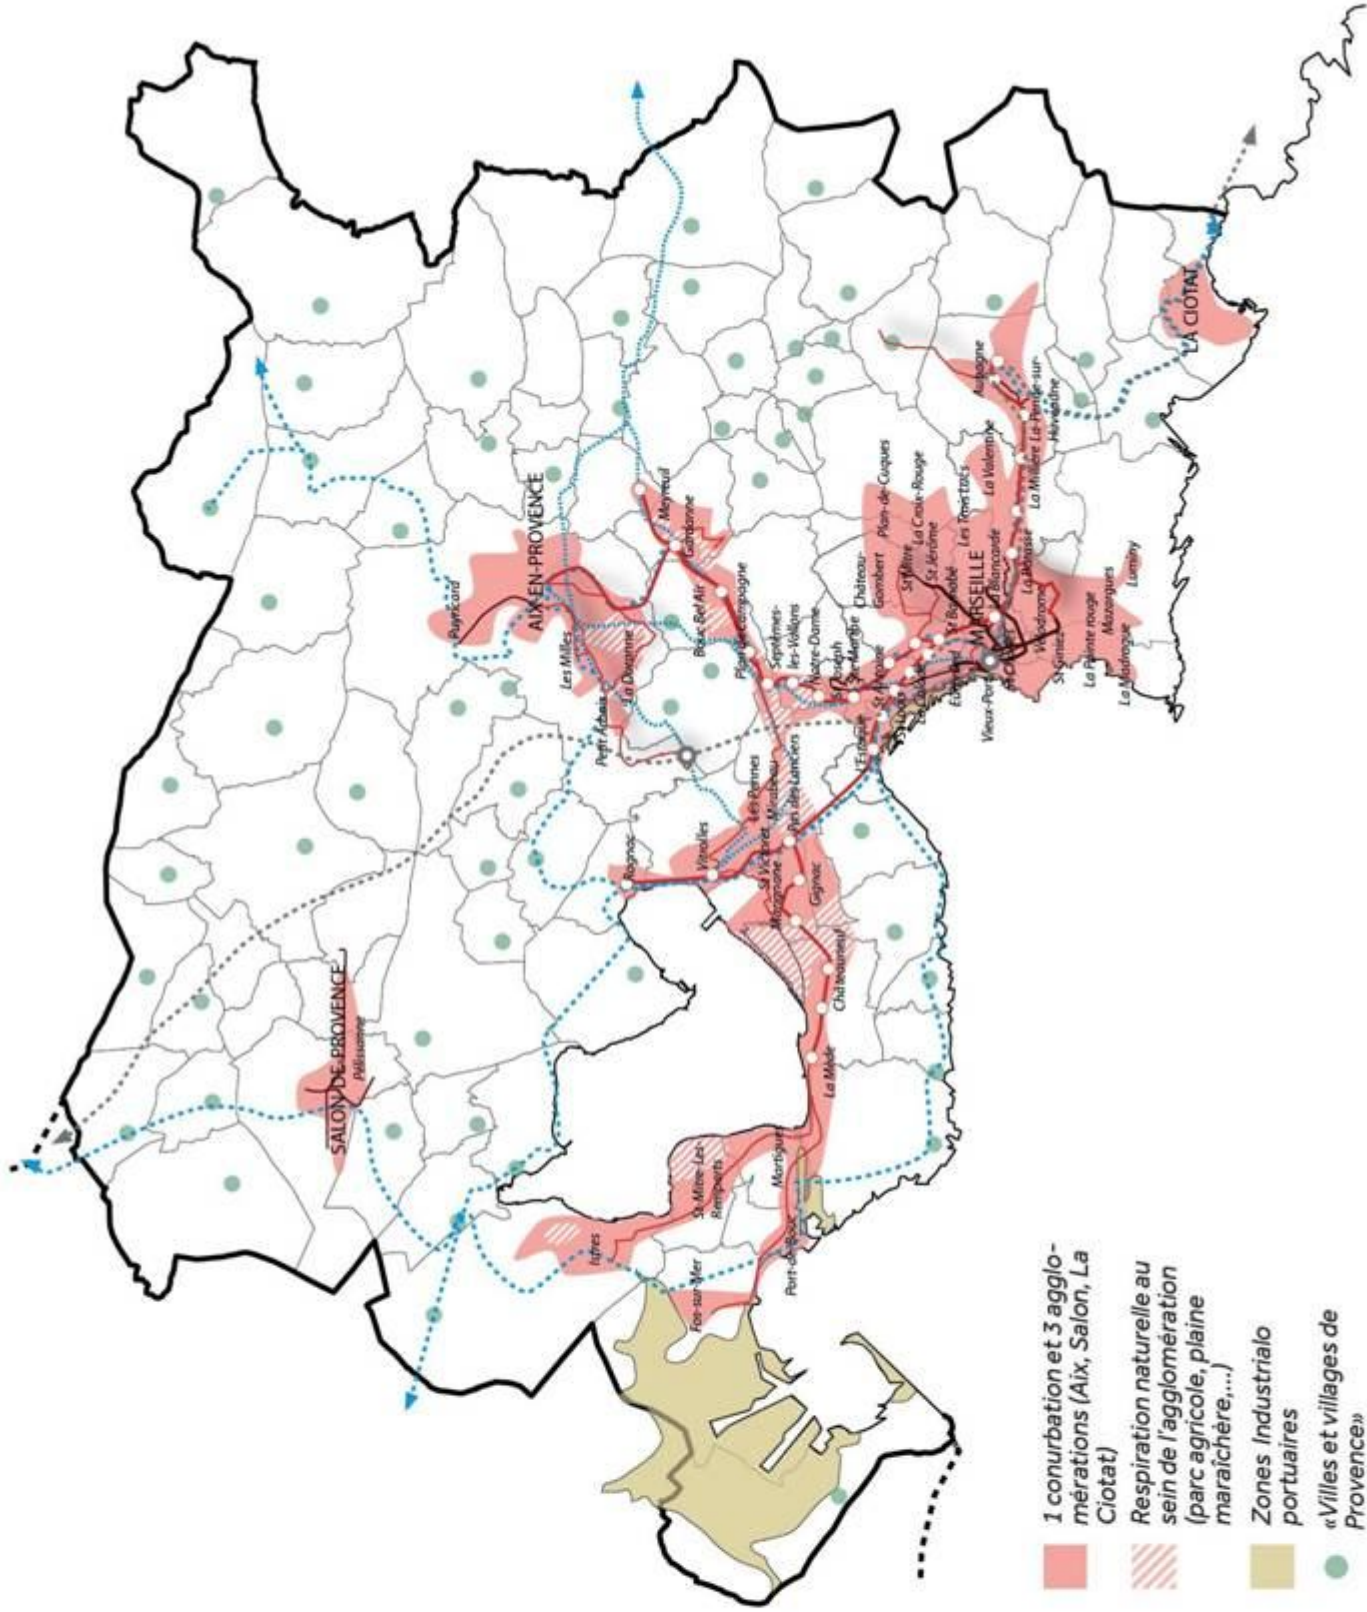 SALON-DE-PROVENCE
Pélissanne
Puyricard
AIX-EN-PROVENCE
Les Milles
La Duranne
Petit Arbois
Meyreuil
Gardanne
Bouc-Bel Air
Plan-de-Campagne
Septèmes-
les-Vallons
Notre-Dame
Rognac
Vitrolles
Les Pennes
Mirabeau
St Victoret
Pas des Lanciers
Marignane
Gignac
Châteauneuf
La Mède
Martigues
St-Mitre-Les-
Remparts
Istres
Fos-sur-Mer
Port-de-Bouc
L'Estaque
Château-
Gombert
Plan-de-Cuques
La Croix-Rouge
St Mitre
St Jérôme
Les Trois Lucs
La Valentine
St Barnabé
MARSEILLE
La Blancarde
Vieux-Port
La Pointe rouge
Mazargues
La Madrague
Luminy
Aubagne
La Millière
La-Penne-sur-
Huveaune
LA CIOTAT
1 conurbation et 3 agglo-
mérations (Aix, Salon, La
Ciotat)
Respiration naturelle au
sein de l'agglomération
(parc agricole, plaine
maraîchère,...)
Zones Industrialo
portuaires
«Villes et villages de
Provence»